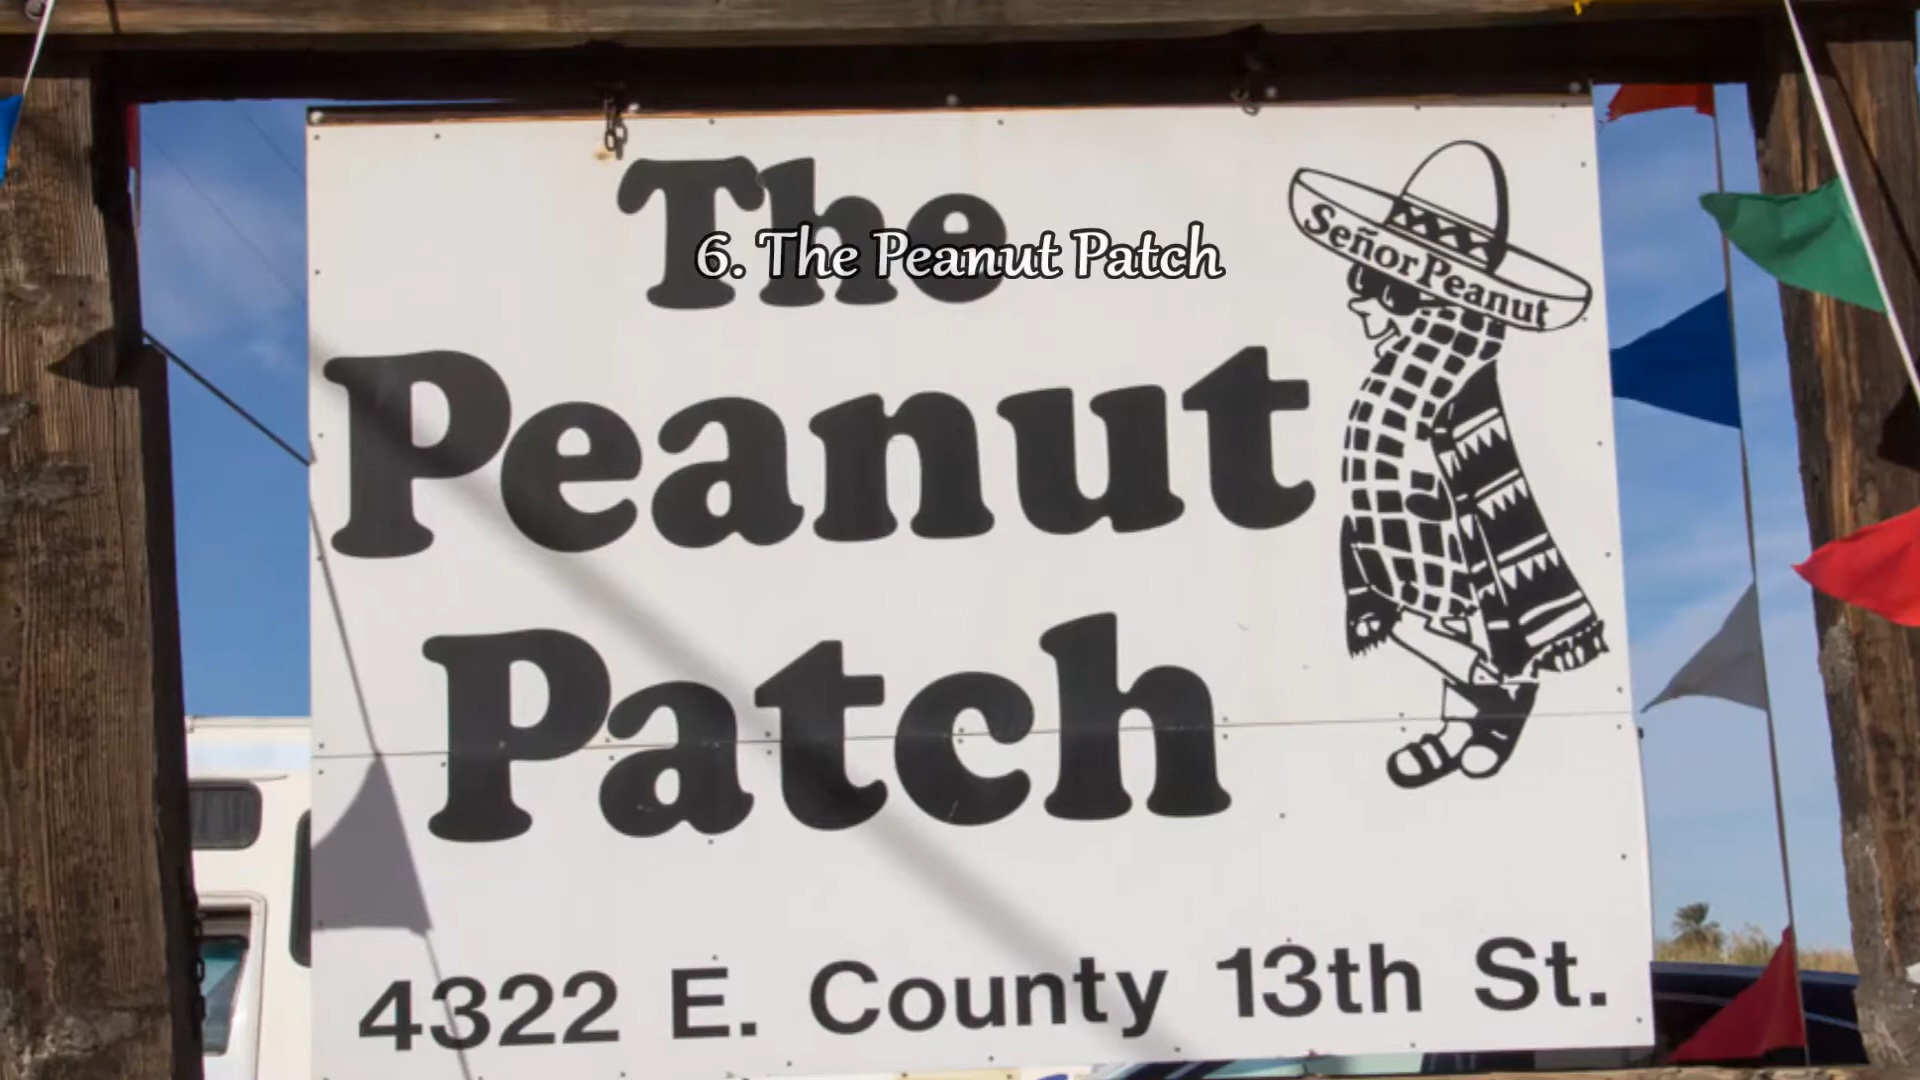 The
6. The Peanut Patch
Señor Peanut
Peanut
Patch
4322 E. County 13th St.